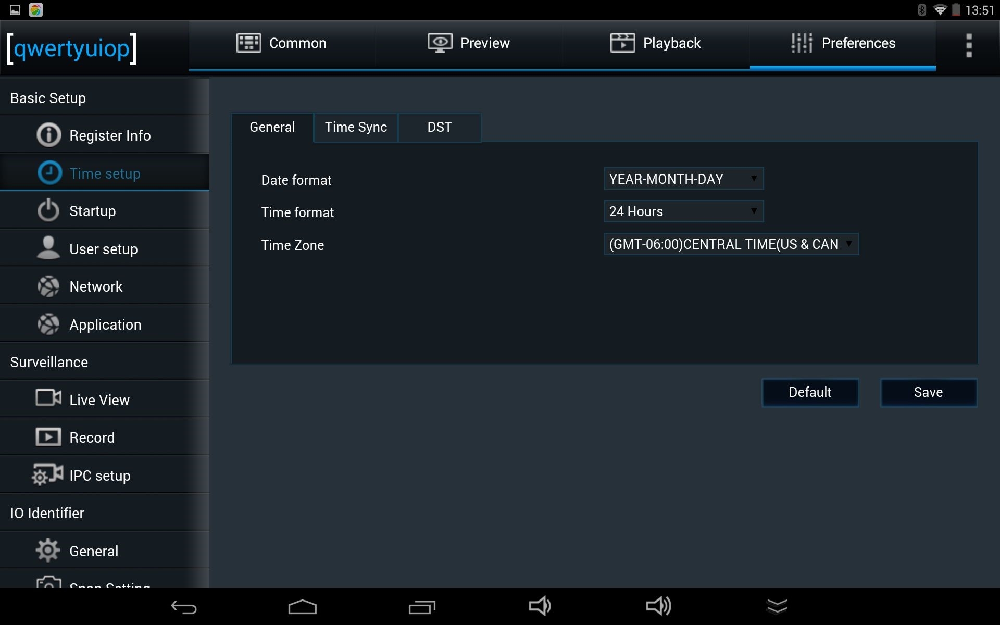 13:51
[qwertyuiop]
Common
Preview
Playback
Preferences
Basic Setup
Register Info
Time setup
Startup
User setup
Network
Application
Surveillance
Live View
Record
IPC setup
IO Identifier
General
Snap Setting
General
Time Sync
DST
Date format
YEAR-MONTH-DAY
Time format
24 Hours
Time Zone
(GMT-06:00)CENTRAL TIME(US & CAN
Default
Save